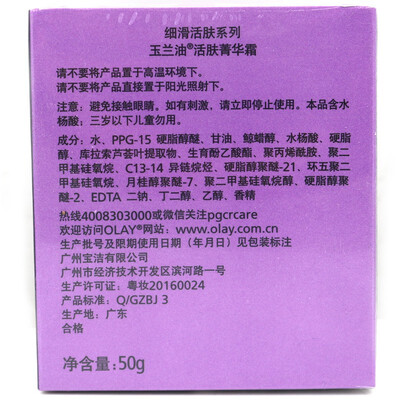 细滑活肤系列
玉兰油®活肤菁华霜
请不要将产品置于高温环境下。
请不要将产品直接置于阳光照射下。
注意：避免接触眼睛。如有刺激，请立即停止使用。本品含水
杨酸；三岁以下儿童勿用。
成分：水、PPG-15 硬脂醇醚、甘油、鲸蜡醇、水杨酸、硬脂
醇、库拉索芦荟叶提取物、生育酚乙酸酯、聚丙烯酰胺、聚二
甲基硅氧烷、C13-14 异链烷烃、硬脂醇聚醚-21、环五聚二
甲基硅氧烷、月桂醇聚醚-7、聚二甲基硅氧烷醇、硬脂醇聚
醚-2、EDTA 二钠、丁二醇、乙醇、香精
热线4008303000或微信关注pgcrcare
欢迎访问OLAY®网站：www.olay.com.cn
生产批号及限期使用日期（年月日）见包装标注
广州宝洁有限公司
广州市经济技术开发区滨河路一号
生产许可证：粤妆20160024
产品标准：Q/GZBJ 3
生产地：广东
合格
净含量：50g